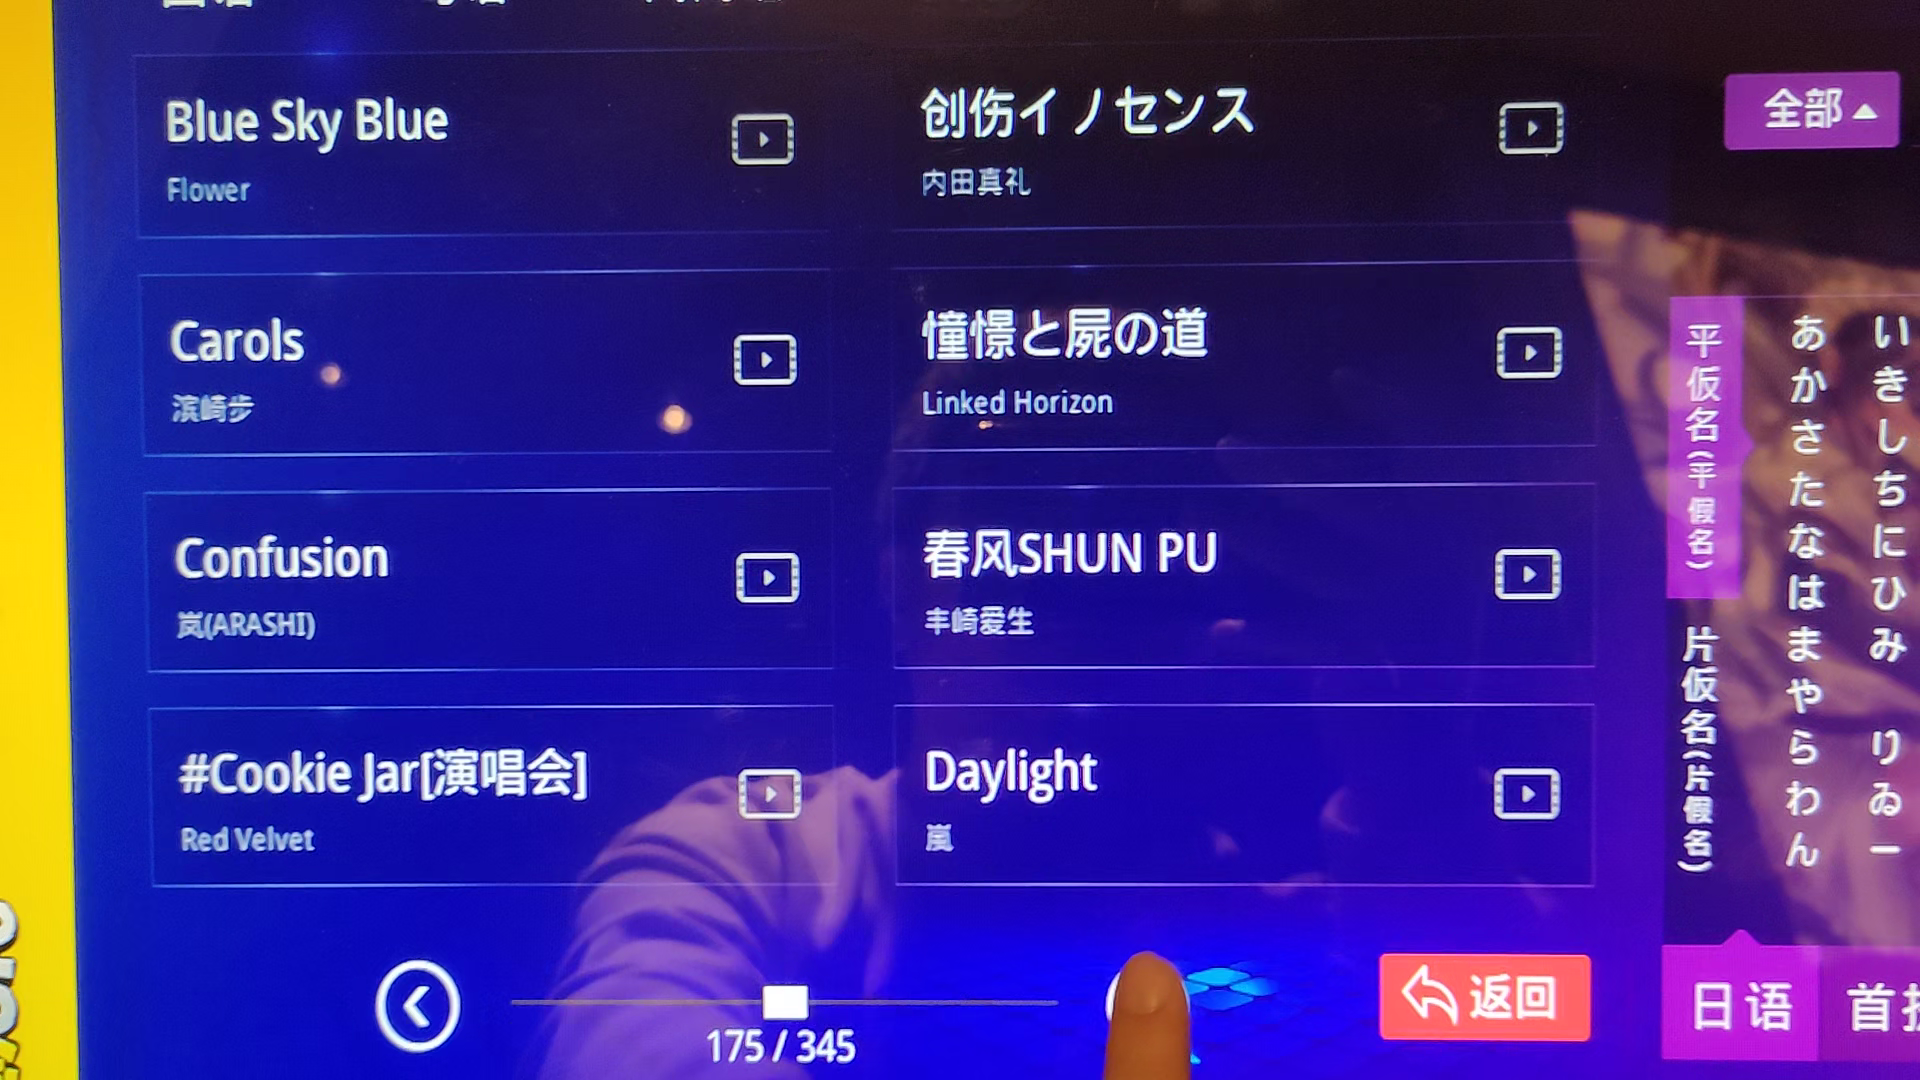 Blue Sky Blue
Flower
创伤イノセンス
内田真礼
全部
Carols
滨崎步
憧憬と屍の道
Linked Horizon
Confusion
岚(ARASHI)
春风SHUN PU
丰崎爱生
#Cookie Jar[演唱会]
Red Velvet
Daylight
嵐
平仮名(平假名)
片仮名(片假名)
あかさたなはまやらわん
いきしちにひみ りゐー
175 / 345
返回
日语
首